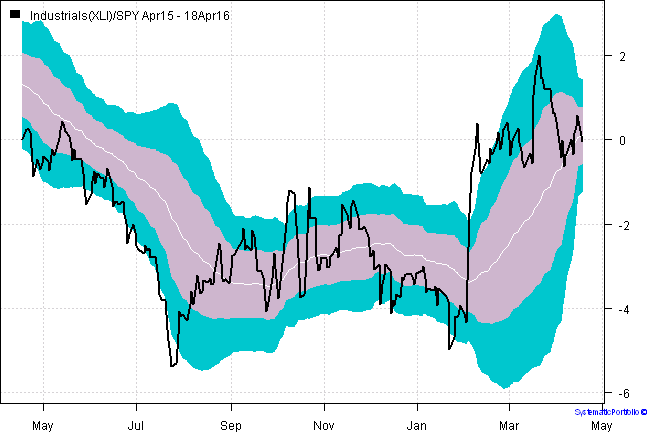 Industrials(XLI)/SPY Apr15 - 18Apr16
2
0
-2
-4
-6
SystematicPortfolio ©
May Jul Sep Nov Jan Mar May